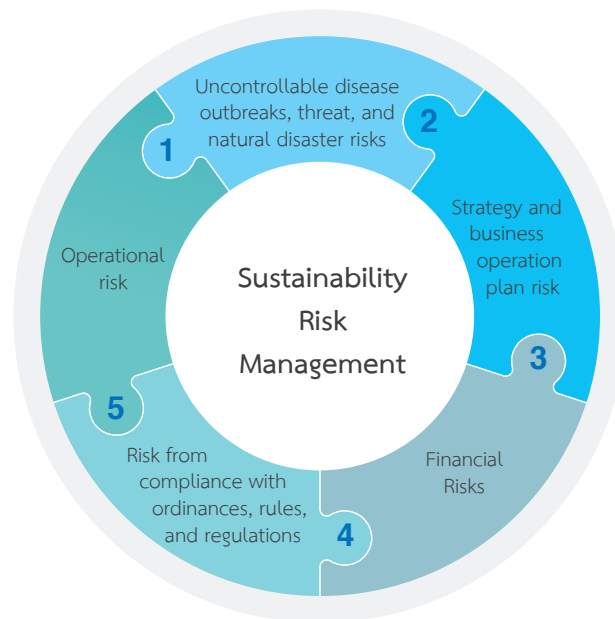 1
Uncontrollable disease
outbreaks, threat, and
natural disaster risks
2
Strategy and
business
operation
plan risk
3
Financial
Risks
4
Risk from
compliance with
ordinances, rules,
and regulations
5
Operational
risk
Sustainability
Risk
Management